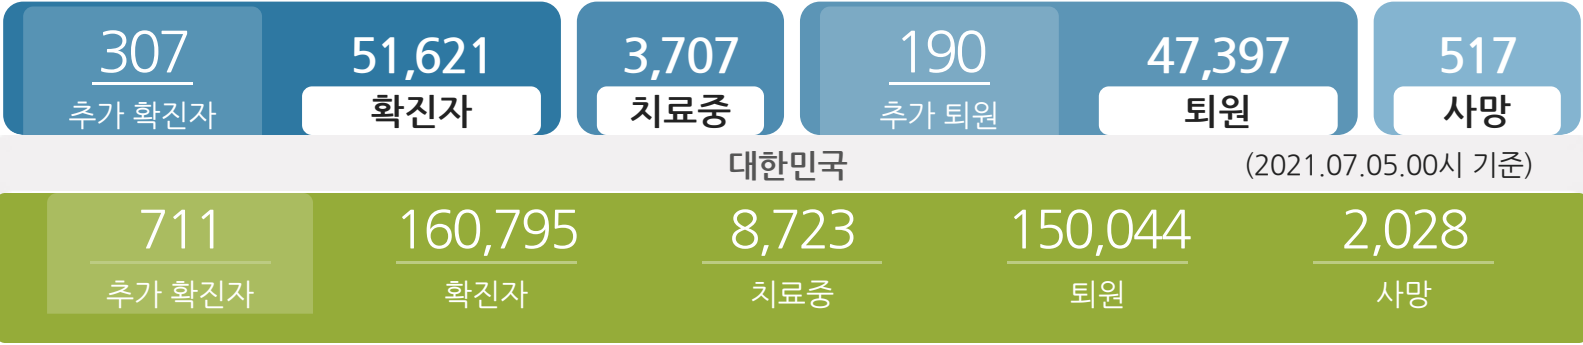 307 51,621 3,707 190 47,397 517
추가 확진자 확진자 치료중 추가 퇴원 퇴원 사망
대한민국 (2021.07.05.00시 기준)
711 160,795 8,723 150,044 2,028
추가 확진자 확진자 치료중 퇴원 사망